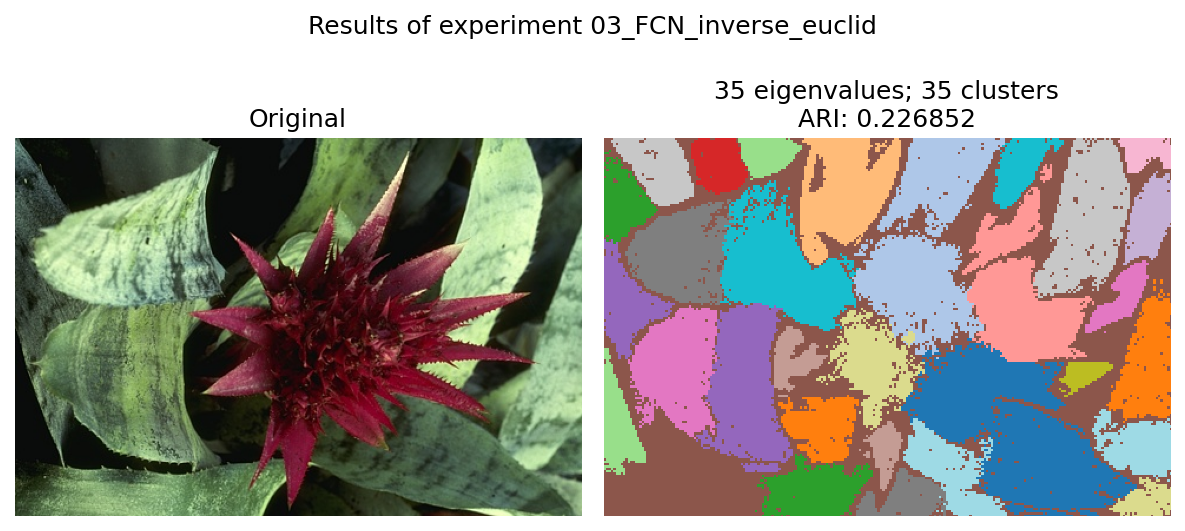 Results of experiment 03_FCN_inverse_euclid
Original
35 eigenvalues; 35 clusters
ARI: 0.226852